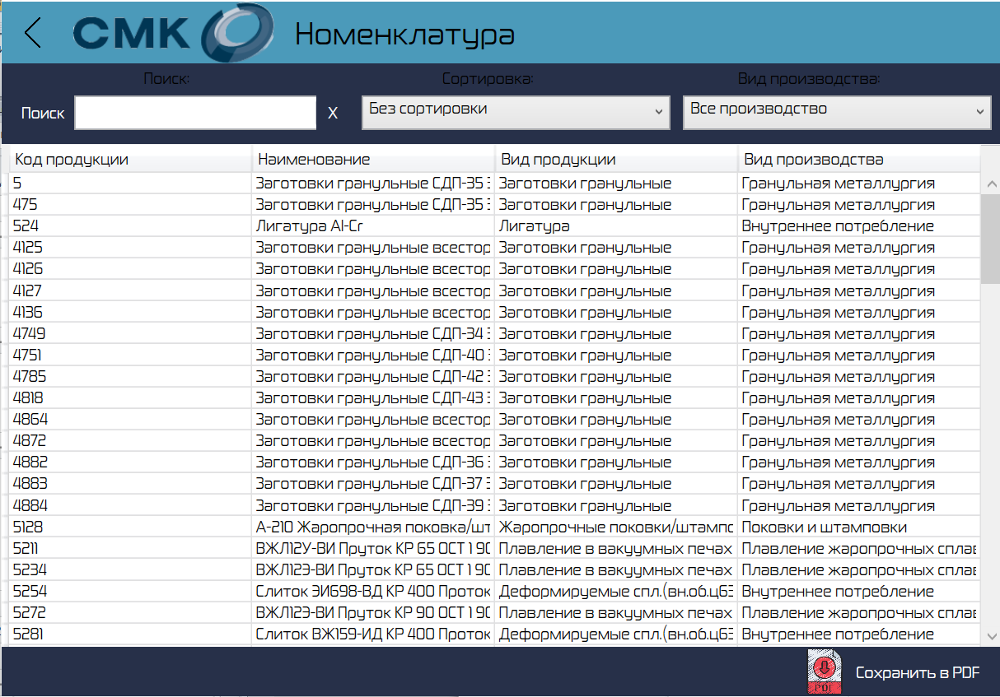 СМК Номенклатура
Поиск: Сортировка: Вид производства:
Поиск X Без сортировки Все производство
Код продукции Наименование Вид продукции Вид производства
5 Заготовки гранульные СДП-35 Заготовки гранульные Гранульная металлургия
475 Заготовки гранульные СДП-35 Заготовки гранульные Гранульная металлургия
524 Лигатура Al-Cr Лигатура Внутреннее потребление
4125 Заготовки гранульные всестор Заготовки гранульные Гранульная металлургия
4126 Заготовки гранульные всестор Заготовки гранульные Гранульная металлургия
4127 Заготовки гранульные всестор Заготовки гранульные Гранульная металлургия
4136 Заготовки гранульные всестор Заготовки гранульные Гранульная металлургия
4749 Заготовки гранульные СДП-34 Заготовки гранульные Гранульная металлургия
4751 Заготовки гранульные СДП-40 Заготовки гранульные Гранульная металлургия
4785 Заготовки гранульные СДП-42 Заготовки гранульные Гранульная металлургия
4818 Заготовки гранульные СДП-43 Заготовки гранульные Гранульная металлургия
4864 Заготовки гранульные всестор Заготовки гранульные Гранульная металлургия
4872 Заготовки гранульные всестор Заготовки гранульные Гранульная металлургия
4882 Заготовки гранульные СДП-36 Заготовки гранульные Гранульная металлургия
4883 Заготовки гранульные СДП-37 Заготовки гранульные Гранульная металлургия
4884 Заготовки гранульные СДП-39 Заготовки гранульные Гранульная металлургия
5128 А-210 Жаропрочная поковка/шт Жаропрочные поковки/штампо Поковки и штамповки
5211 ВЖЛ12У-ВИ Пруток КР 65 ОСТ 1 90 Плавление в вакуумных печах Плавление жаропрочных сплав
5234 ВЖЛ12Э-ВИ Пруток КР 65 ОСТ 1 90 Плавление в вакуумных печах Плавление жаропрочных сплав
5254 Слиток ЭИ698-ВД КР 400 Проток Деформируемые спл.(вн.об.ц63 Внутреннее потребление
5272 ВЖЛ12Э-ВИ Пруток КР 90 ОСТ 1 90 Плавление в вакуумных печах Плавление жаропрочных сплав
5281 Слиток ВЖ159-ИД КР 400 Проток Деформируемые спл.(вн.об.ц63 Внутреннее потребление
PDF Сохранить в PDF